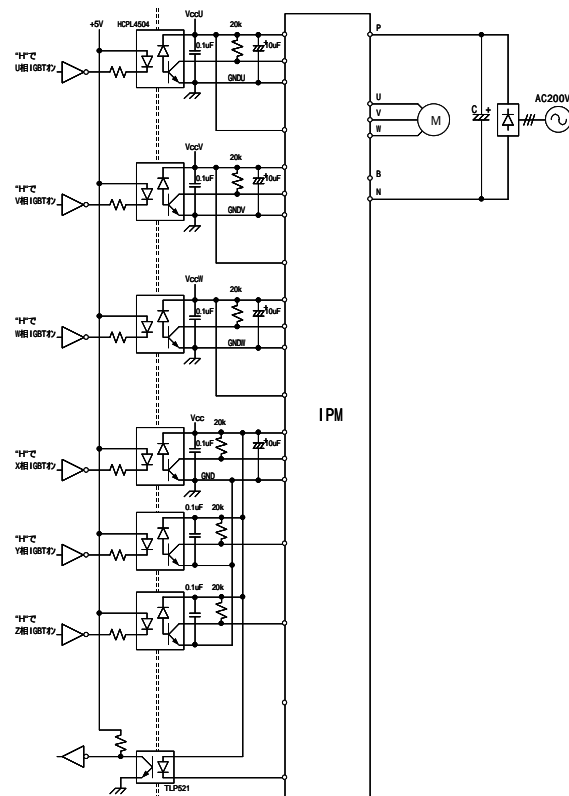 +5V
HCPL4504
VccU
20k
0.1uF
10uF
GNDU
"H"で
U相IGBTオン
P
U
V
W
M
C
+
AC200V
B
N
VccV
20k
0.1uF
10uF
GNDV
"H"で
V相IGBTオン
VccW
20k
0.1uF
10uF
GNDW
"H"で
W相IGBTオン
IPM
Vcc
20k
0.1uF
10uF
GND
"H"で
X相IGBTオン
0.1uF
20k
"H"で
Y相IGBTオン
0.1uF
20k
"H"で
Z相IGBTオン
TLP521